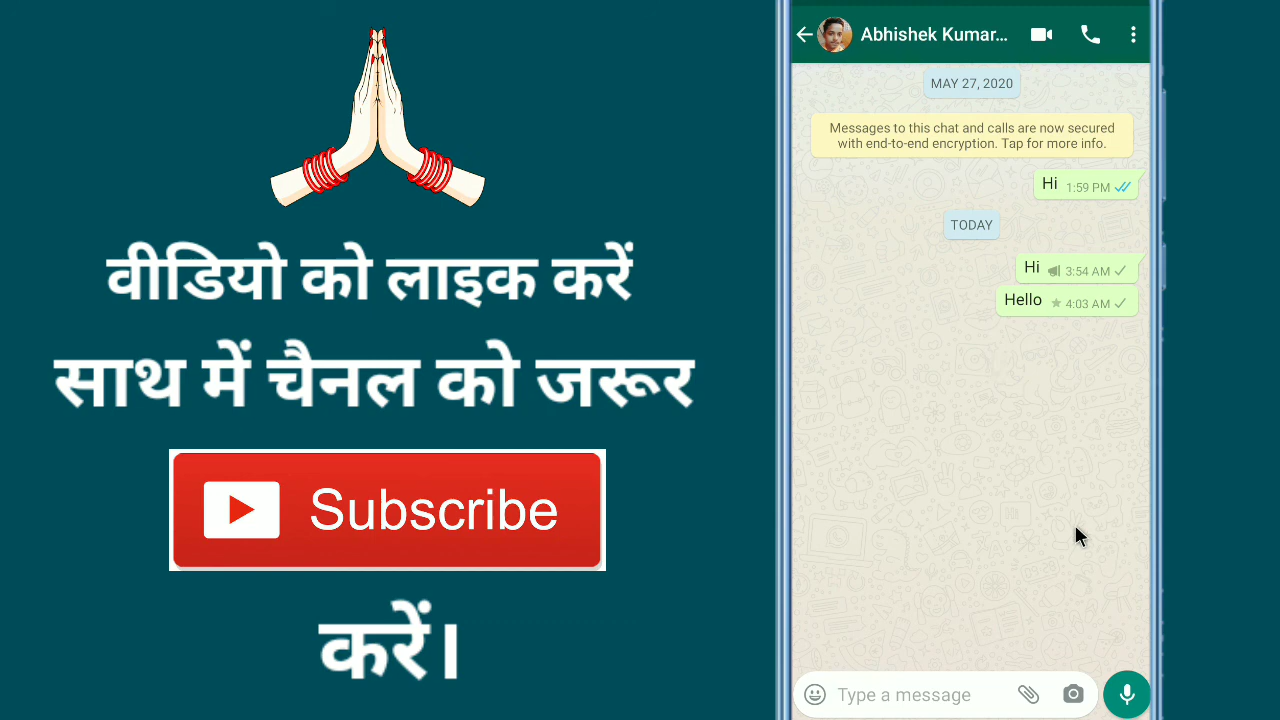 वीडियो को लाइक करें
साथ में चैनल को जरूर
Subscribe
करें।
Abhishek Kumar...
MAY 27, 2020
Messages to this chat and calls are now secured
with end-to-end encryption. Tap for more info.
Hi 1:59 PM
TODAY
Hi 3:54 AM
Hello 4:03 AM
Type a message